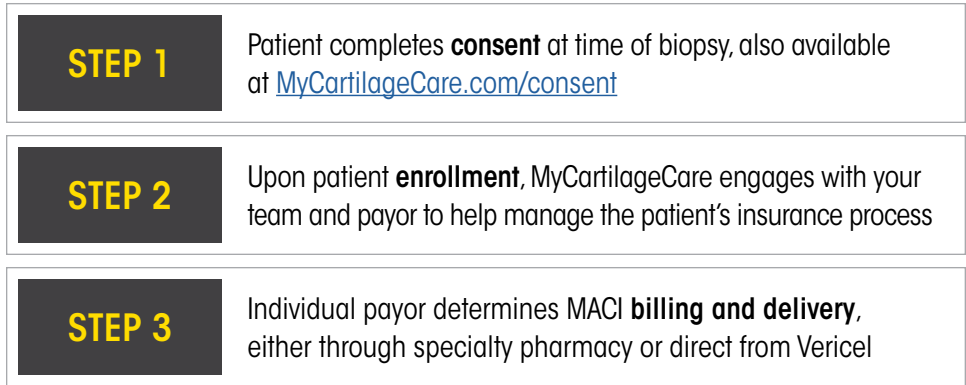 STEP 1
Patient completes consent at time of biopsy, also available
at MyCartilageCare.com/consent
STEP 2
Upon patient enrollment, MyCartilageCare engages with your
team and payor to help manage the patient's insurance process
STEP 3
Individual payor determines MACI billing and delivery,
either through specialty pharmacy or direct from Vericel